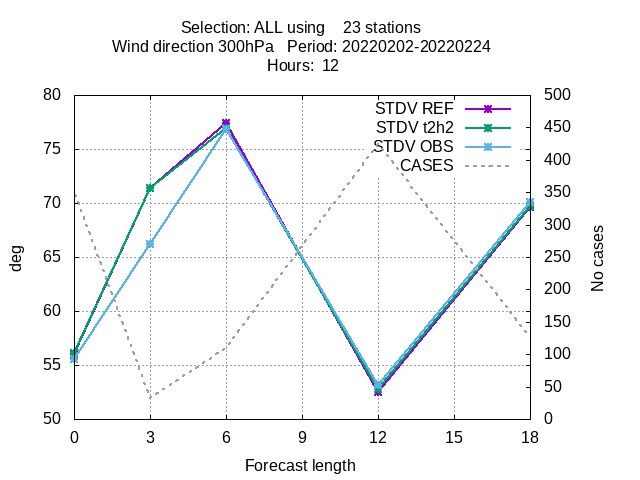 Selection: ALL using    23 stations
Wind direction 300hPa   Period: 20220202-20220224
Hours:  12
STDV REF
STDV t2h2
STDV OBS
CASES
80
75
70
65
60
55
50
500
450
400
350
300
250
200
150
100
50
0
deg
No cases
0 3 6 9 12 15 18
Forecast length